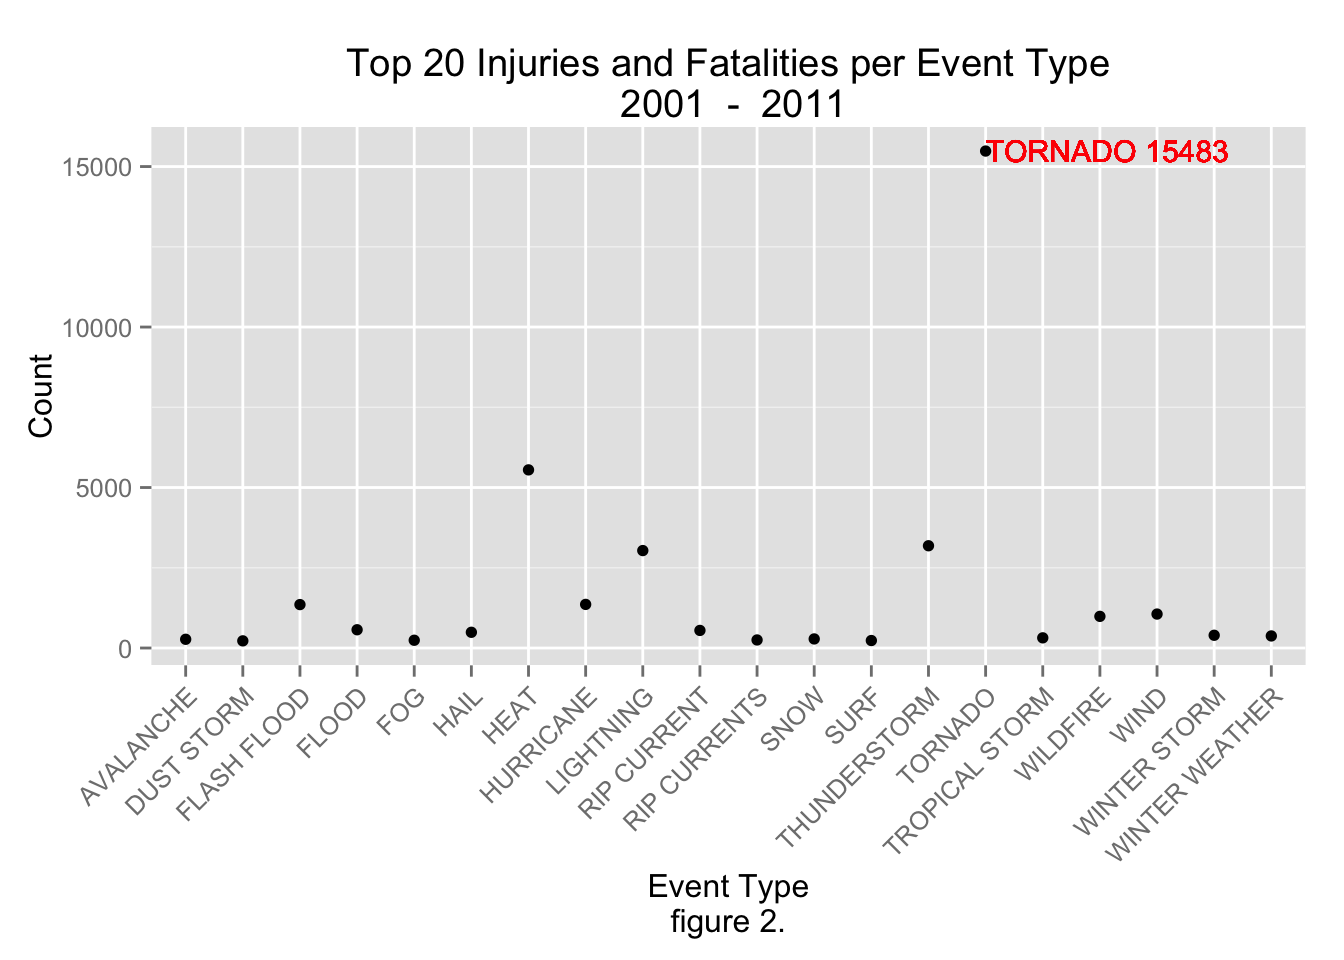 Top 20 Injuries and Fatalities per Event Type
2001 - 2011
15000
10000
5000
0
Count
TORNADO 15483
AVALANCHE
DUST STORM
FLASH FLOOD
FLOOD
FOG
HAIL
HEAT
HURRICANE
LIGHTNING
RIP CURRENT
RIP CURRENTS
SNOW
SURF
THUNDERSTORM
TORNADO
TROPICAL STORM
WILDFIRE
WIND
WINTER STORM
WINTER WEATHER
Event Type
figure 2.